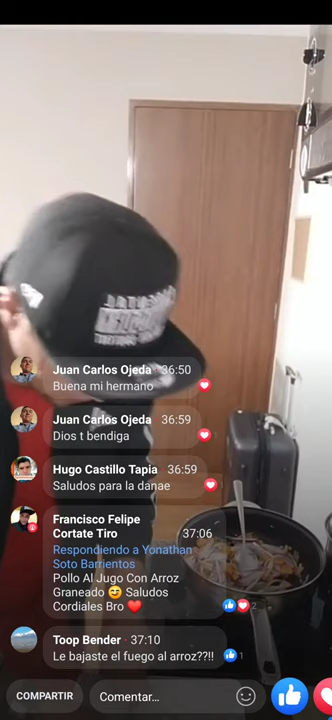 Juan Carlos Ojeda · 36:50
Buena mi hermano
Juan Carlos Ojeda 36:59
Dios t bendiga
1
Hugo Castillo Tapia · 36:59
Saludos para la danae
Francisco Felipe
Cortate Tiro 37:06
Respondiendo a Yonathan
Soto Barrientos
Pollo Al Jugo Con Arroz
Graneado 😋 Saludos
Cordiales Bro ❤️ 2
Toop Bender · 37:10
Le bajaste el fuego al arroz??!! 1
COMPARTIR Comentar...